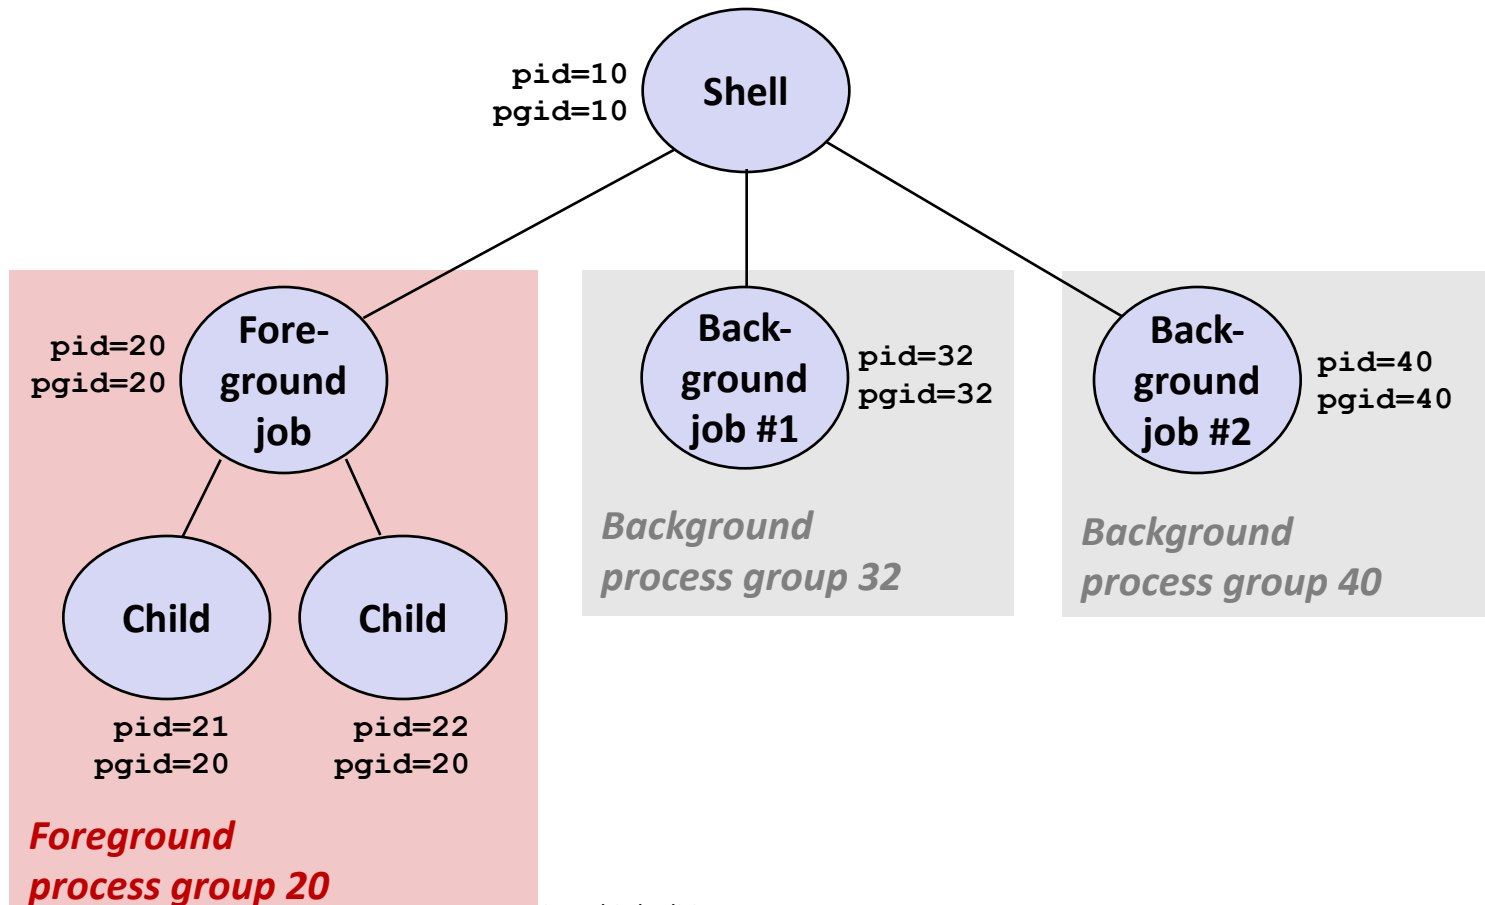 pid=10
pgid=10
Shell
pid=20
pgid=20
Fore-
ground
job
Back-
ground
job #1
pid=32
pgid=32
Back-
ground
job #2
pid=40
pgid=40
Background
process group 32
Background
process group 40
Child
Child
pid=21
pgid=20
pid=22
pgid=20
Foreground
process group 20